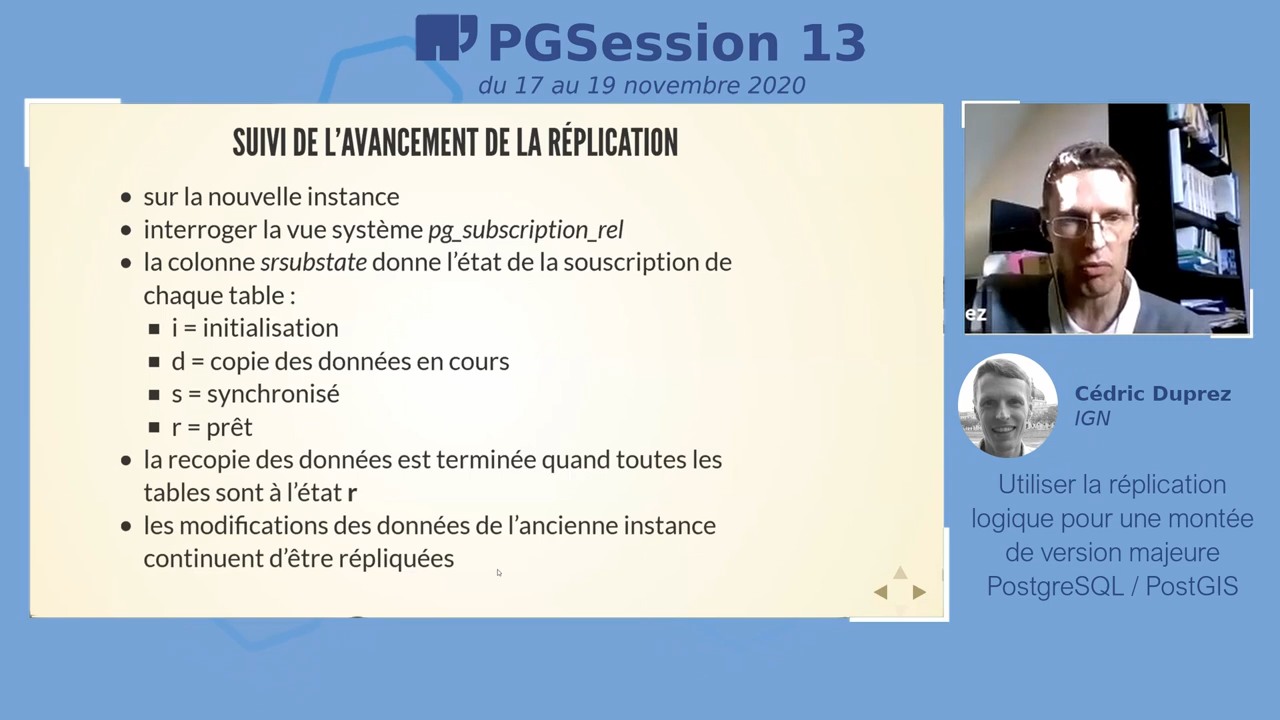 PGSession 13
du 17 au 19 novembre 2020
SUIVI DE L'AVANCEMENT DE LA RÉPLICATION
• sur la nouvelle instance
• interroger la vue système pg_subscription_rel
• la colonne srsubstate donne l'état de la souscription de
chaque table :
▪ i = initialisation
▪ d = copie des données en cours
▪ s = synchronisé
▪ r = prêt
• la recopie des données est terminée quand toutes les
tables sont à l'état r
• les modifications des données de l'ancienne instance
continuent d'être répliquées
ez
Cédric Duprez
IGN
Utiliser la réplication
logique pour une montée
de version majeure
PostgreSQL / PostGIS